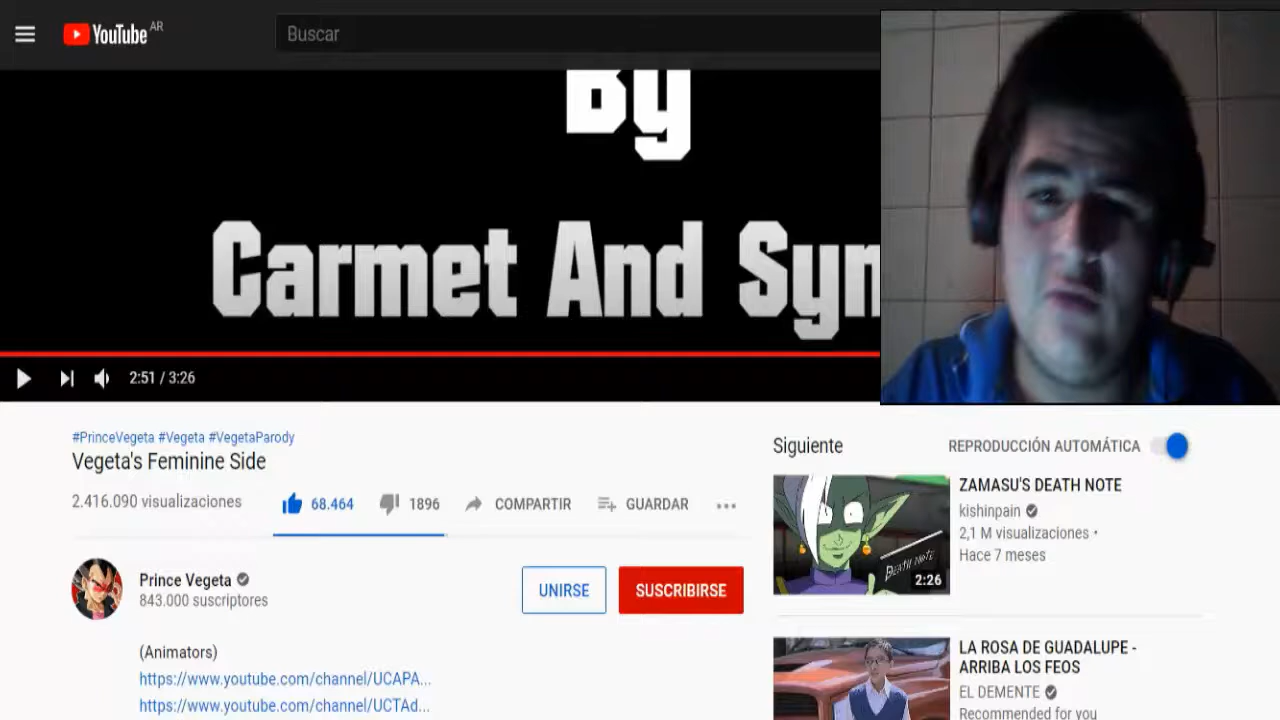 YouTube AR
Buscar
By
Carmet And Syn
2:51 / 3:26
#PrinceVegeta #Vegeta #VegetaParody
Vegeta's Feminine Side
2.416.090 visualizaciones
68.464
1896
COMPARTIR
GUARDAR
Prince Vegeta
843.000 suscriptores
UNIRSE
SUSCRIBIRSE
(Animators)
https://www.youtube.com/channel/UCAPA...
https://www.youtube.com/channel/UCTAd...
Siguiente
REPRODUCCIÓN AUTOMÁTICA
DEATH NOTE
2:26
ZAMASU'S DEATH NOTE
kishinpain
2,1 M visualizaciones •
Hace 7 meses
LA ROSA DE GUADALUPE -
ARRIBA LOS FEOS
EL DEMENTE
Recommended for you